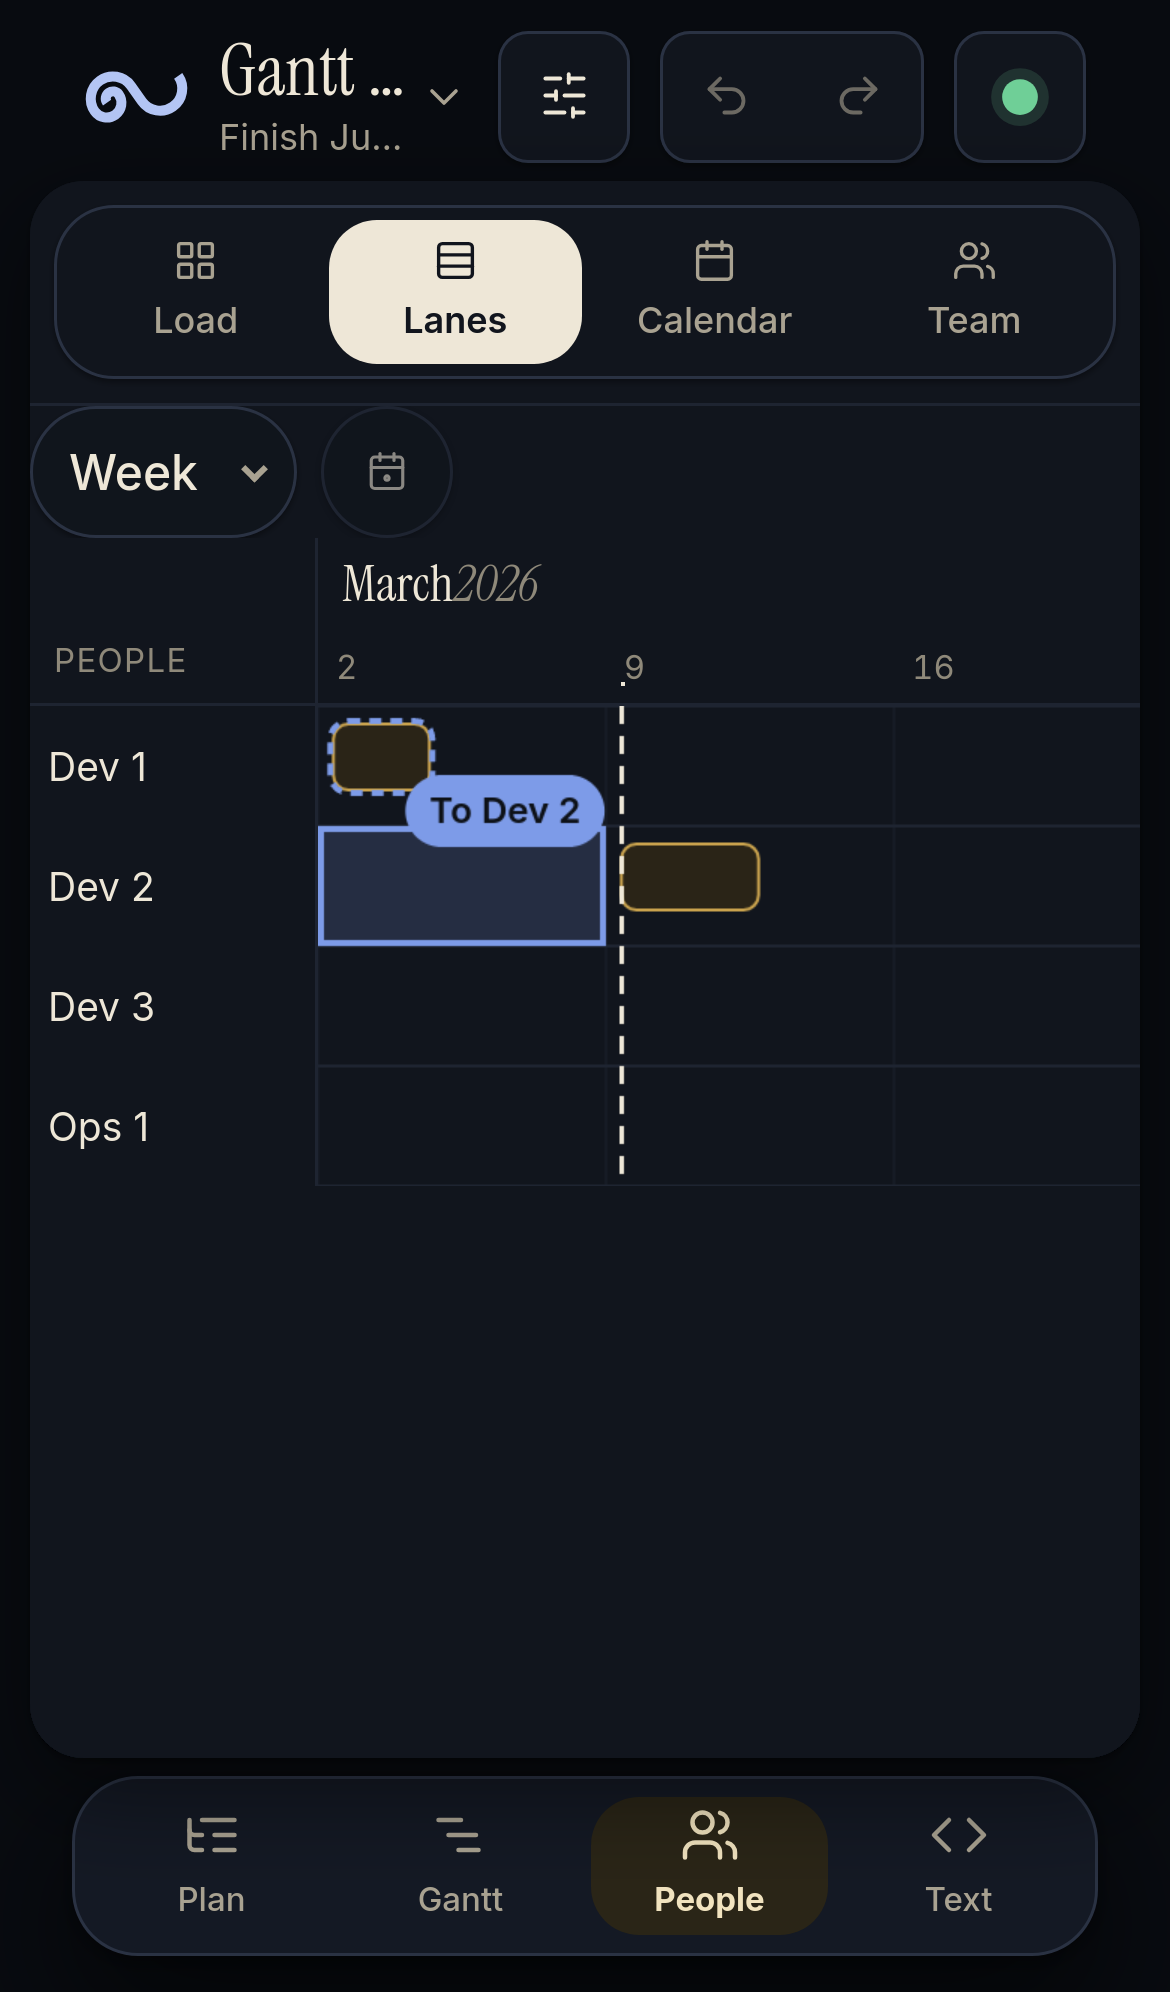 Gantt ...
Finish Ju...
Load
Lanes
Calendar
Team
Week
March2026
PEOPLE
2
9
16
Dev 1
To Dev 2
Dev 2
Dev 3
Ops 1
Plan
Gantt
People
Text